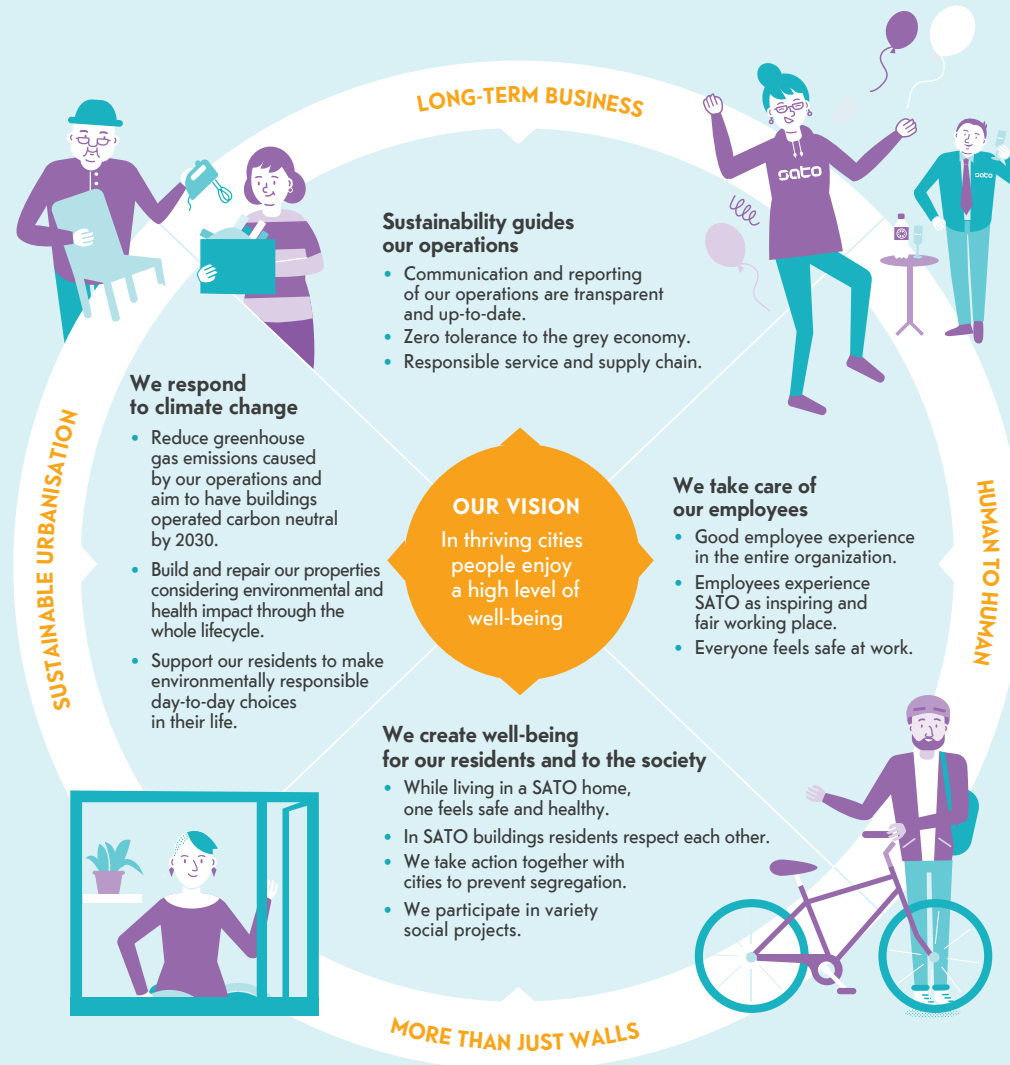 LONG-TERM BUSINESS
sato
sato
Sustainability guides
our operations
• Communication and reporting
of our operations are transparent
and up-to-date.
• Zero tolerance to the grey economy.
• Responsible service and supply chain.
SUSTAINABLE URBANISATION
We respond
to climate change
• Reduce greenhouse
gas emissions caused
by our operations and
aim to have buildings
operated carbon neutral
by 2030.
• Build and repair our properties
considering environmental and
health impact through the
whole lifecycle.
• Support our residents to make
environmentally responsible
day-to-day choices
in their life.
OUR VISION
In thriving cities
people enjoy
a high level of
well-being
We take care of
our employees
• Good employee experience
in the entire organization.
• Employees experience
SATO as inspiring and
fair working place.
• Everyone feels safe at work.
HUMAN TO HUMAN
We create well-being
for our residents and to the society
• While living in a SATO home,
one feels safe and healthy.
• In SATO buildings residents respect each other.
• We take action together with
cities to prevent segregation.
• We participate in variety
social projects.
MORE THAN JUST WALLS